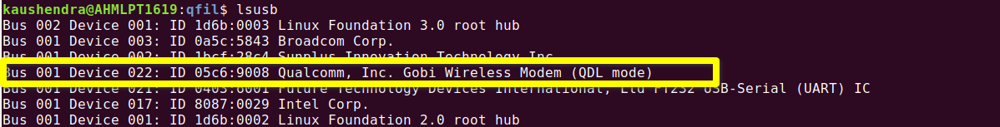 kaushendra@AHMLPT1619:qfil$ lsusb
Bus 002 Device 001: ID 1d6b:0003 Linux Foundation 3.0 root hub
Bus 001 Device 003: ID 0a5c:5843 Broadcom Corp.
Bus 001 Device 002: ID 1bcf:28c4 Sunplus Innovation Technology Inc.
Bus 001 Device 022: ID 05c6:9008 Qualcomm, Inc. Gobi Wireless Modem (QDL mode)
Bus 001 Device 021: ID 0403:6001 Future Technology Devices International, Ltd FT232 USB-Serial (UART) IC
Bus 001 Device 017: ID 8087:0029 Intel Corp.
Bus 001 Device 001: ID 1d6b:0002 Linux Foundation 2.0 root hub